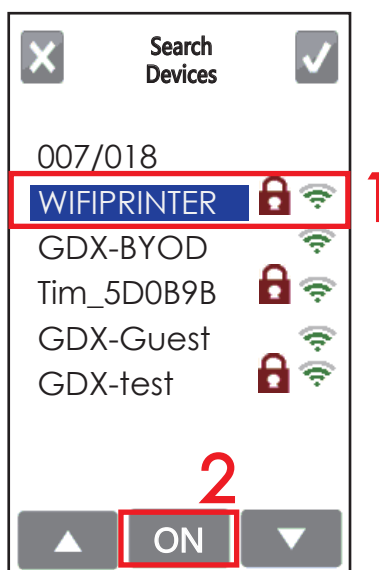 Search
Devices
007/018
WIFIPRINTER
1
GDX-BYOD
Tim_5D0B9B
GDX-Guest
GDX-test
2
ON